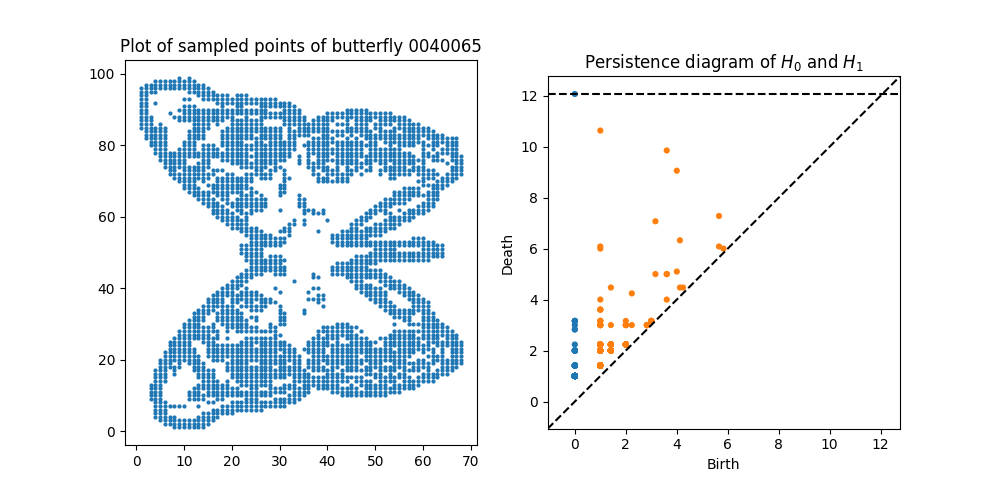 Plot of sampled points of butterfly 0040065
100
80
60
40
20
0
0 10 20 30 40 50 60 70
Persistence diagram of H₀ and H₁
Death
12
10
8
6
4
2
0
0 2 4 6 8 10 12
Birth